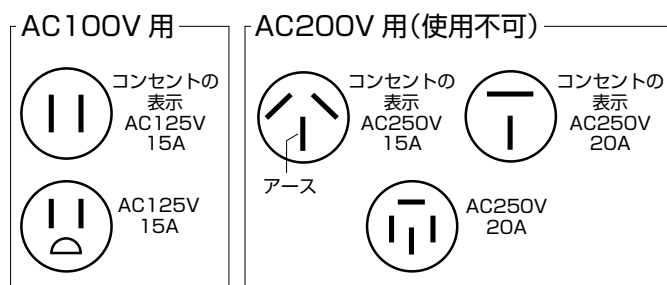 AC100V 用
コンセントの
表示
AC125V
15A
AC125V
15A
AC200V 用(使用不可)
コンセントの
表示
AC250V
15A
アース
コンセントの
表示
AC250V
20A
AC250V
20A